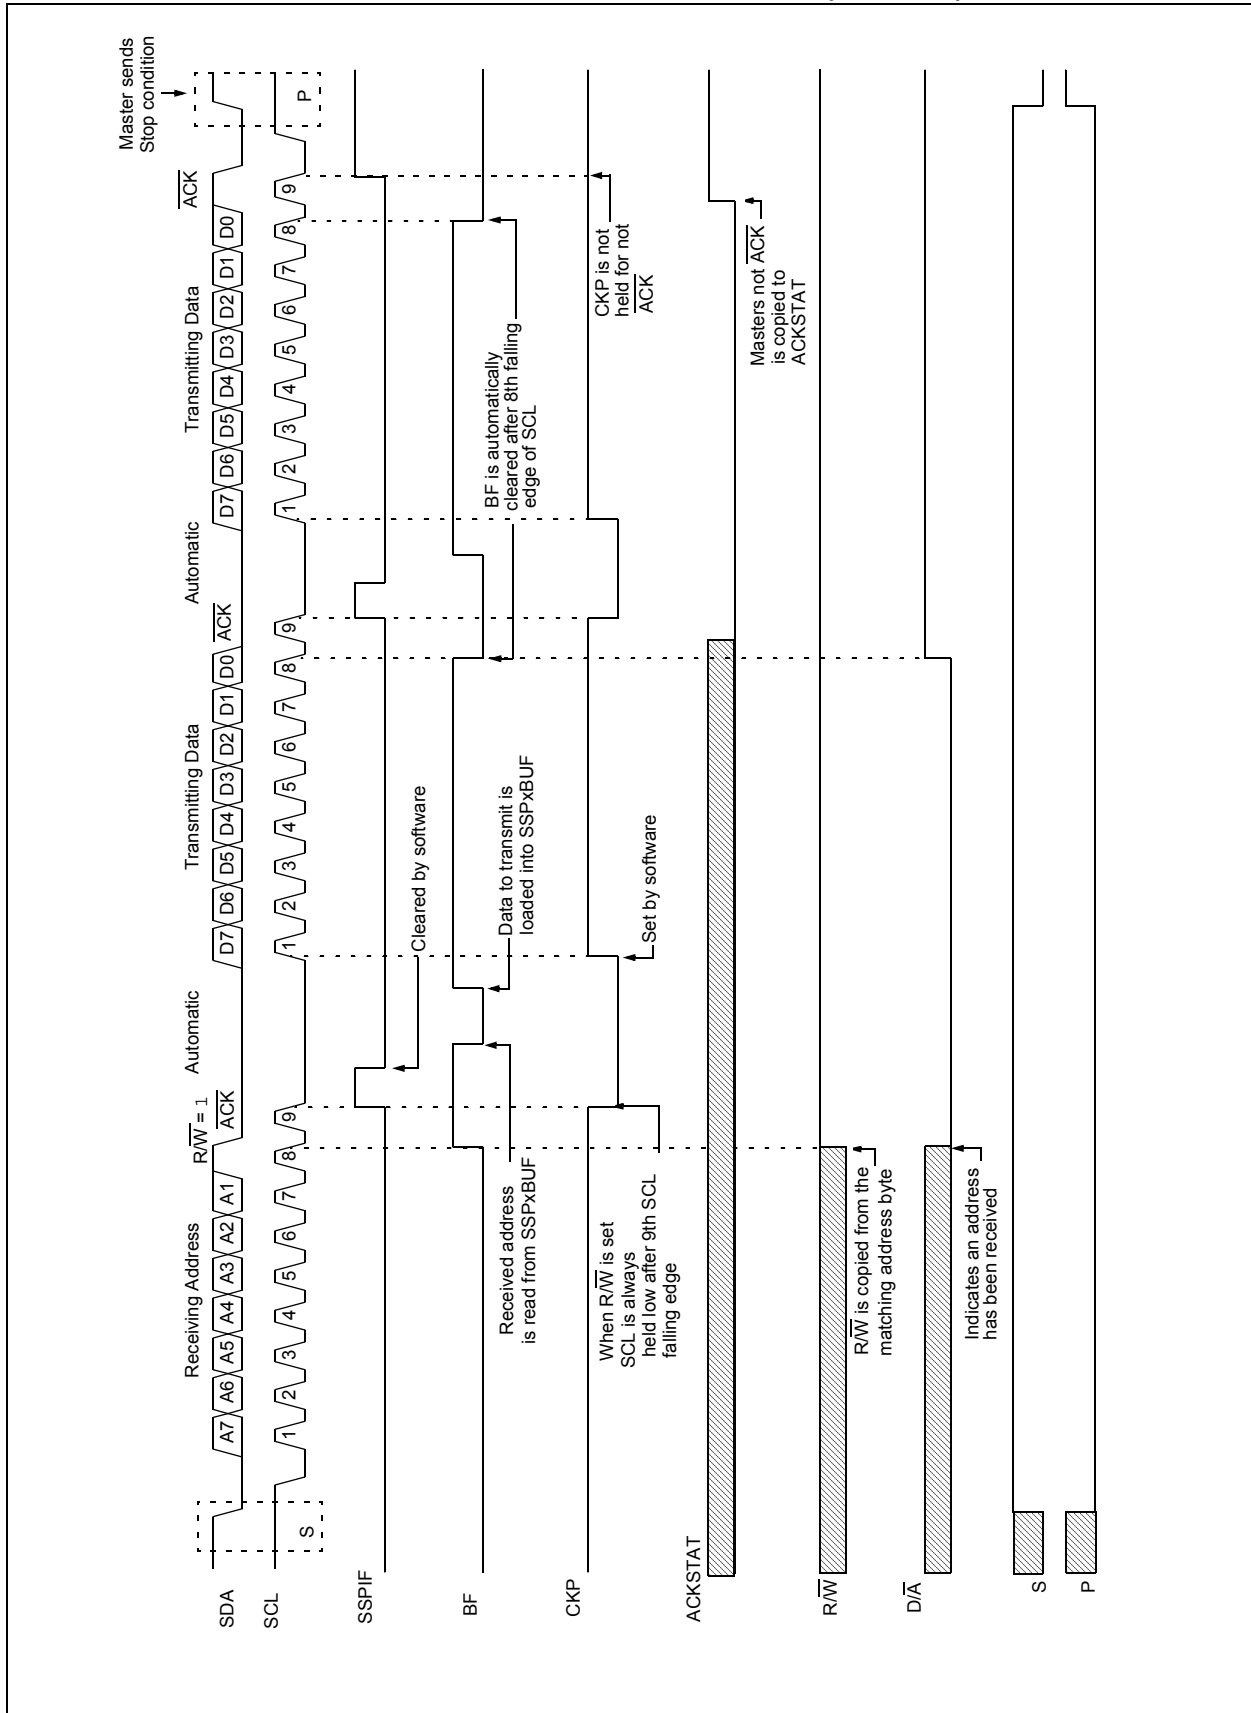 Master sends
Stop condition
Receiving Address
R/W = 1
ACK
Automatic
Transmitting Data
ACK
Automatic
Transmitting Data
ACK
SDA
A7 A6 A5 A4 A3 A2 A1
D7 D6 D5 D4 D3 D2 D1 D0
D7 D6 D5 D4 D3 D2 D1 D0
SCL
S
1 2 3 4 5 6 7 8 9
1 2 3 4 5 6 7 8 9
1 2 3 4 5 6 7 8 9
P
SSPIF
Cleared by software
BF
Received address
is read from SSPxBUF
Data to transmit is
loaded into SSPxBUF
BF is automatically
cleared after 8th falling
edge of SCL
CKP
When R/W is set
SCL is always
held low after 9th SCL
falling edge
Set by software
CKP is not
held for not
ACK
ACKSTAT
Masters not ACK
is copied to
ACKSTAT
R/W
R/W is copied from the
matching address byte
D/A
Indicates an address
has been received
S
P